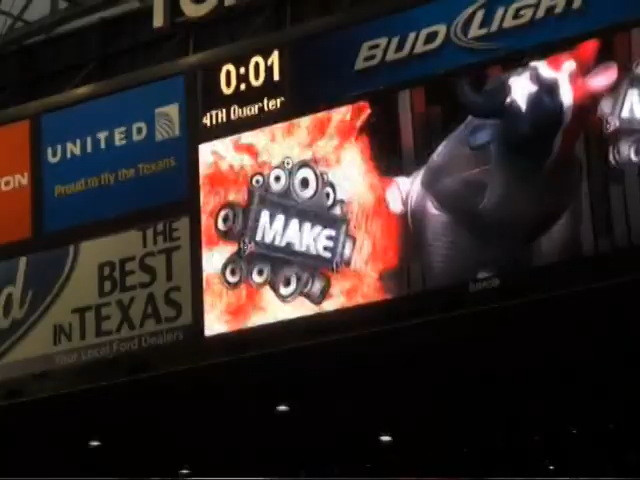 BUD LIGHT
0:01
4TH Quarter
UNITED
Proud to fly the Texans.
ON
MAKE
THE
BEST
IN TEXAS
Your Local Ford Dealers